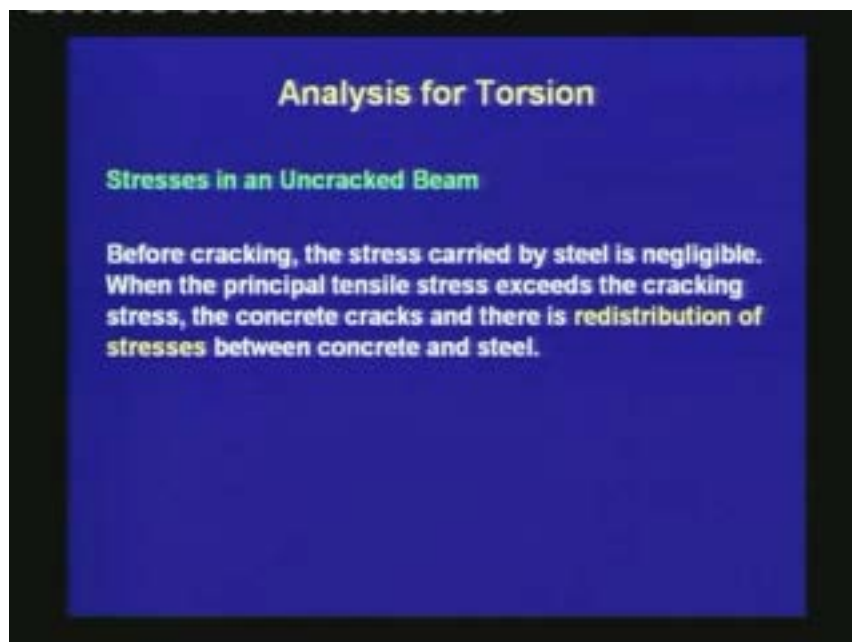 Analysis for Torsion
Stresses in an Uncracked Beam
Before cracking, the stress carried by steel is negligible.
When the principal tensile stress exceeds the cracking
stress, the concrete cracks and there is redistribution of
stresses between concrete and steel.